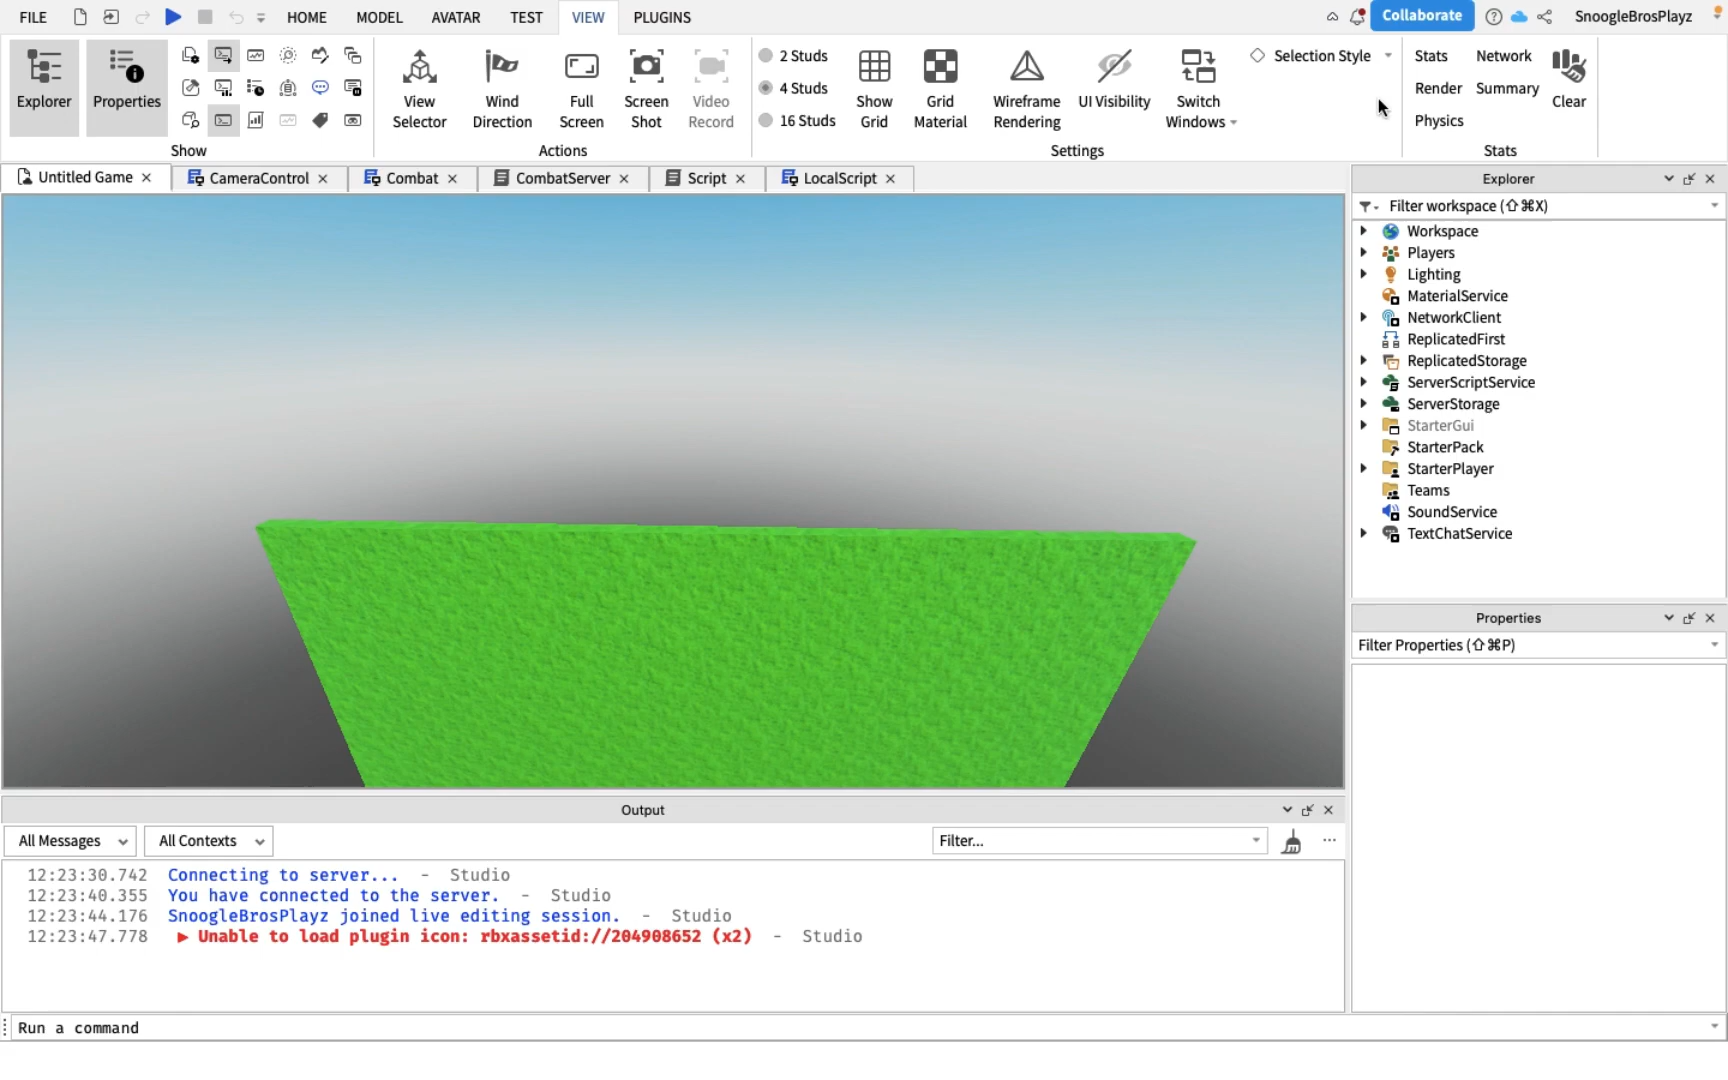 FILE HOME MODEL AVATAR TEST VIEW PLUGINS Collaborate SnoogleBrosPlayz
Explorer
Properties
Show
View Selector
Wind Direction
Full Screen
Screen Shot
Video Record
Actions
2 Studs
4 Studs
16 Studs
Show Grid
Grid Material
Wireframe Rendering
UI Visibility
Switch Windows
Selection Style
Settings
Stats Network
Render Summary
Physics
Clear
Stats
Untitled Game CameraControl Combat CombatServer Script LocalScript
Explorer
Filter workspace (⇧⌘X)
Workspace
Players
Lighting
MaterialService
NetworkClient
ReplicatedFirst
ReplicatedStorage
ServerScriptService
ServerStorage
StarterGui
StarterPack
StarterPlayer
Teams
SoundService
TextChatService
Properties
Filter Properties (⇧⌘P)
Output
All Messages All Contexts Filter...
12:23:30.742 Connecting to server... - Studio
12:23:40.355 You have connected to the server. - Studio
12:23:44.176 SnoogleBrosPlayz joined live editing session. - Studio
12:23:47.778 ▶ Unable to load plugin icon: rbxassetid://204908652 (x2) - Studio
Run a command